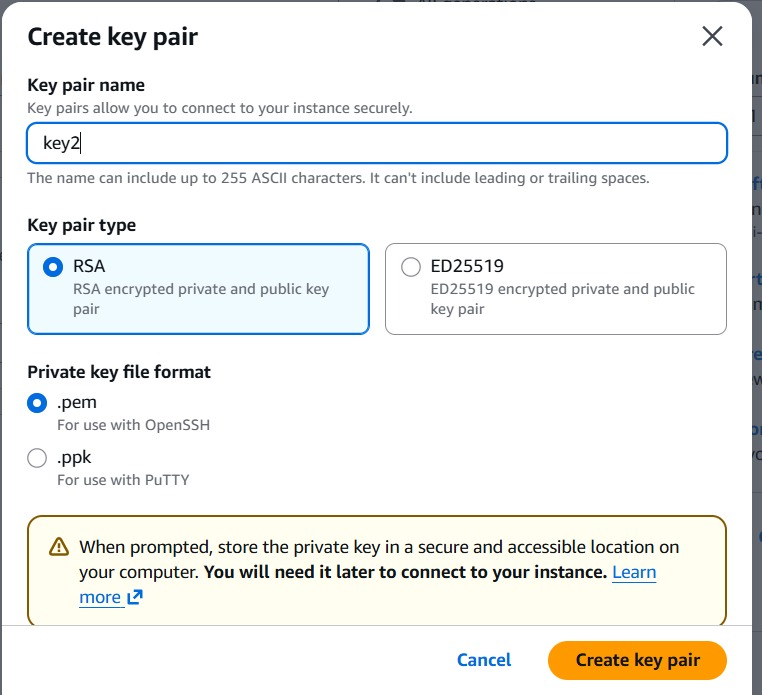 Create key pair
Key pair name
Key pairs allow you to connect to your instance securely.
key2
The name can include up to 255 ASCII characters. It can't include leading or trailing spaces.
Key pair type
RSA
RSA encrypted private and public key
pair
ED25519
ED25519 encrypted private and public
key pair
Private key file format
.pem
For use with OpenSSH
.ppk
For use with PuTTY
When prompted, store the private key in a secure and accessible location on
your computer. You will need it later to connect to your instance. Learn
more
Cancel
Create key pair